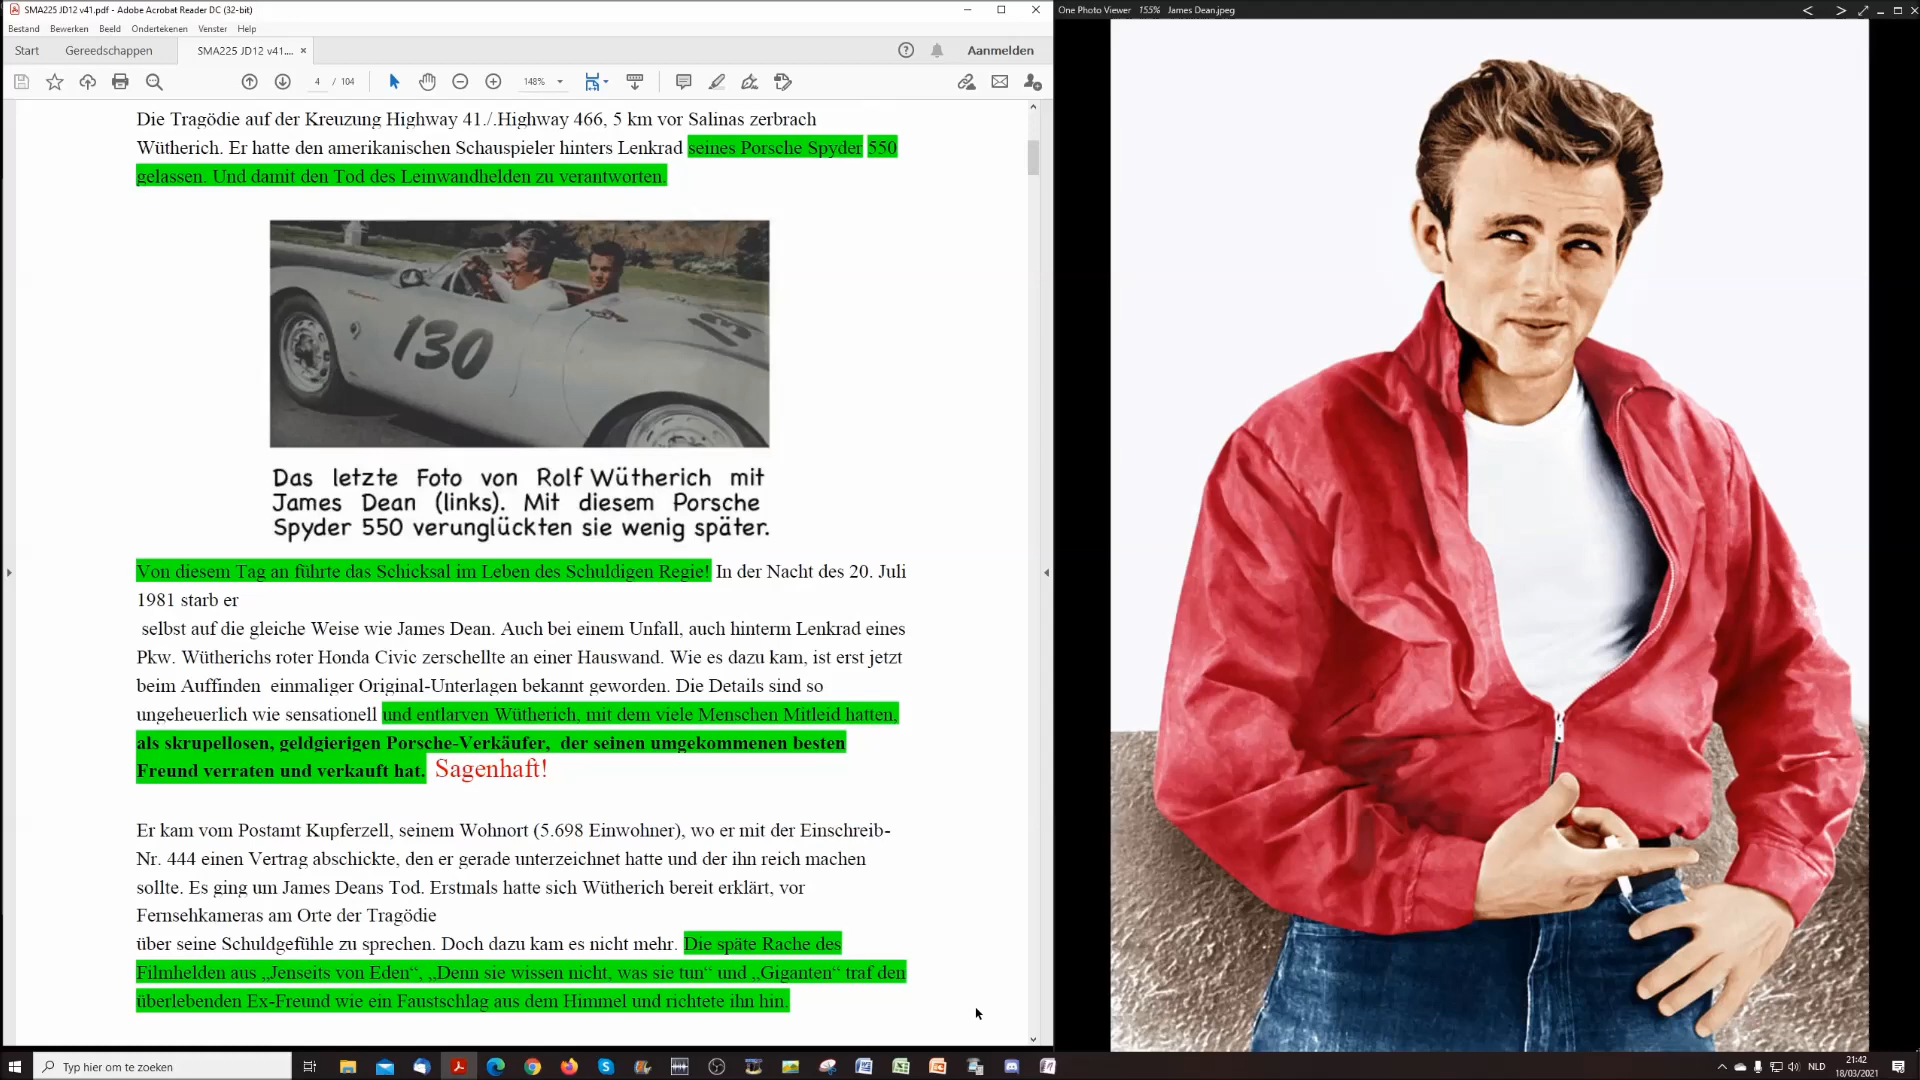 SMA225 JD12 v41.pdf - Adobe Acrobat Reader DC (32-bit)
Bestand Bewerken Beeld Ondertekenen Venster Help
Start Gereedschappen SMA225 JD12 v41.... × Aanmelden
4 / 104 148%
Die Tragödie auf der Kreuzung Highway 41./.Highway 466, 5 km vor Salinas zerbrach
Wütherich. Er hatte den amerikanischen Schauspieler hinters Lenkrad seines Porsche Spyder 550
gelassen. Und damit den Tod des Leinwandhelden zu verantworten.
130
13
Das letzte Foto von Rolf Wütherich mit
James Dean (links). Mit diesem Porsche
Spyder 550 verunglückten sie wenig später.
Von diesem Tag an führte das Schicksal im Leben des Schuldigen Regie! In der Nacht des 20. Juli
1981 starb er
selbst auf die gleiche Weise wie James Dean. Auch bei einem Unfall, auch hinterm Lenkrad eines
Pkw. Wütherichs roter Honda Civic zerschellte an einer Hauswand. Wie es dazu kam, ist erst jetzt
beim Auffinden einmaliger Original-Unterlagen bekannt geworden. Die Details sind so
ungeheuerlich wie sensationell und entlarven Wütherich, mit dem viele Menschen Mitleid hatten,
als skrupellosen, geldgierigen Porsche-Verkäufer, der seinen umgekommenen besten
Freund verraten und verkauft hat. Sagenhaft!
Er kam vom Postamt Kupferzell, seinem Wohnort (5.698 Einwohner), wo er mit der Einschreib-
Nr. 444 einen Vertrag abschickte, den er gerade unterzeichnet hatte und der ihn reich machen
sollte. Es ging um James Deans Tod. Erstmals hatte sich Wütherich bereit erklärt, vor
Fernsehkameras am Orte der Tragödie
über seine Schuldgefühle zu sprechen. Doch dazu kam es nicht mehr. Die späte Rache des
Filmhelden aus „Jenseits von Eden“, „Denn sie wissen nicht, was sie tun“ und „Giganten“ traf den
überlebenden Ex-Freund wie ein Faustschlag aus dem Himmel und richtete ihn hin.
One Photo Viewer 155% James Dean.jpeg
Typ hier om te zoeken
NLD
21:42
18/03/2021